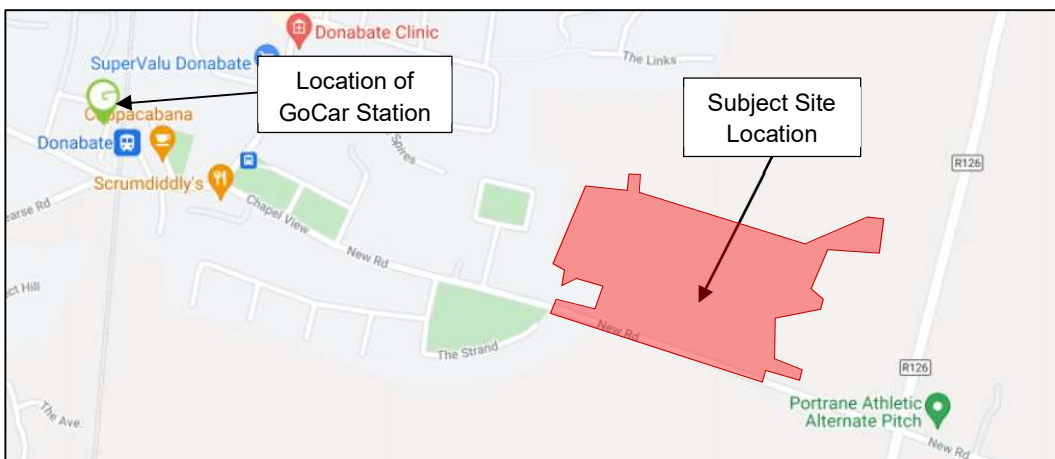 Donabate Clinic
The Links
SuperValu Donabate
Location of
GoCar Station
Subject Site
Location
G
Donabate
Scrumdiddly's
Spires
R126
earse Rd
Chapel View
New Rd
ct Hill
New Rd
The Strand
R126
The Ave.
Portrane Athletic
Alternate Pitch
New Rd